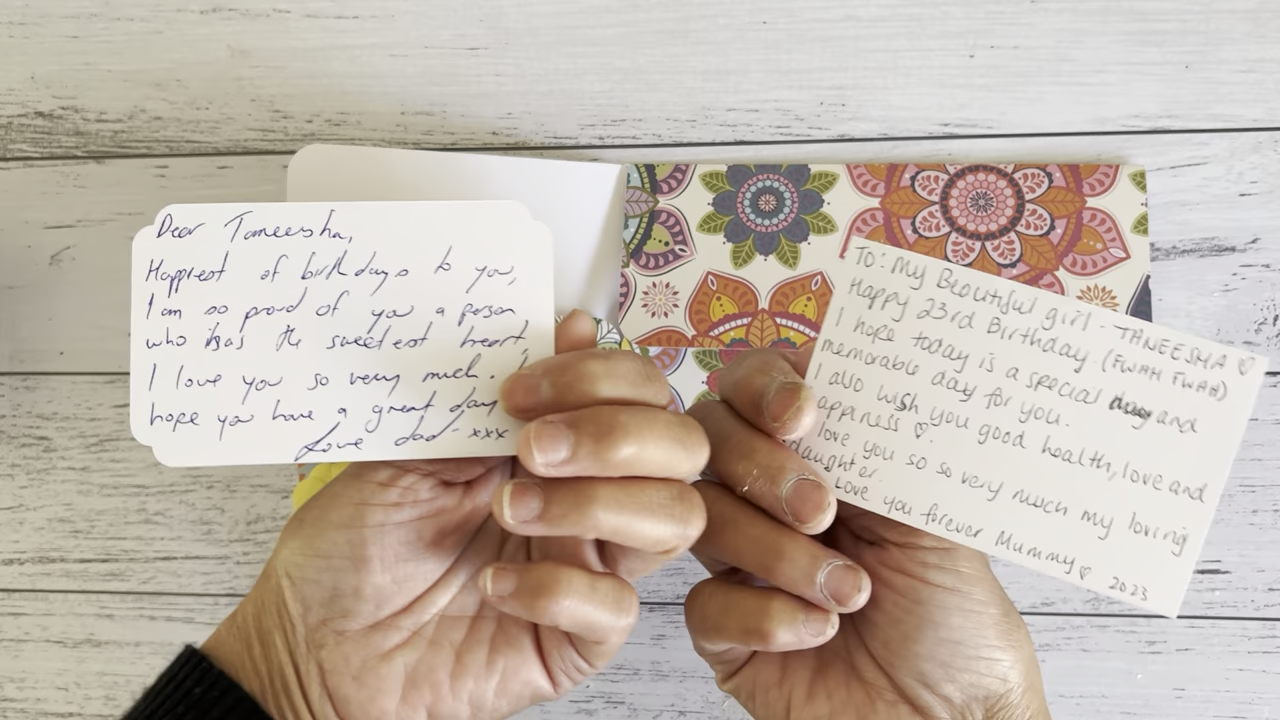 Dear Taneesha,
Happiest of birthdays to you,
I am so proud of you a person
who has the sweetest heart,
I love you so very much. I
hope you have a great day
Love dad xxx
To: My Beautiful girl - TANEESHA ♡
Happy 23rd Birthday. (FWAH FWAH)
I hope today is a special day and
memorable day for you.
I also wish you good health, love and
appiness ♡.
love you so so very much my loving
daughter.
Love you forever Mummy ♡ 2023